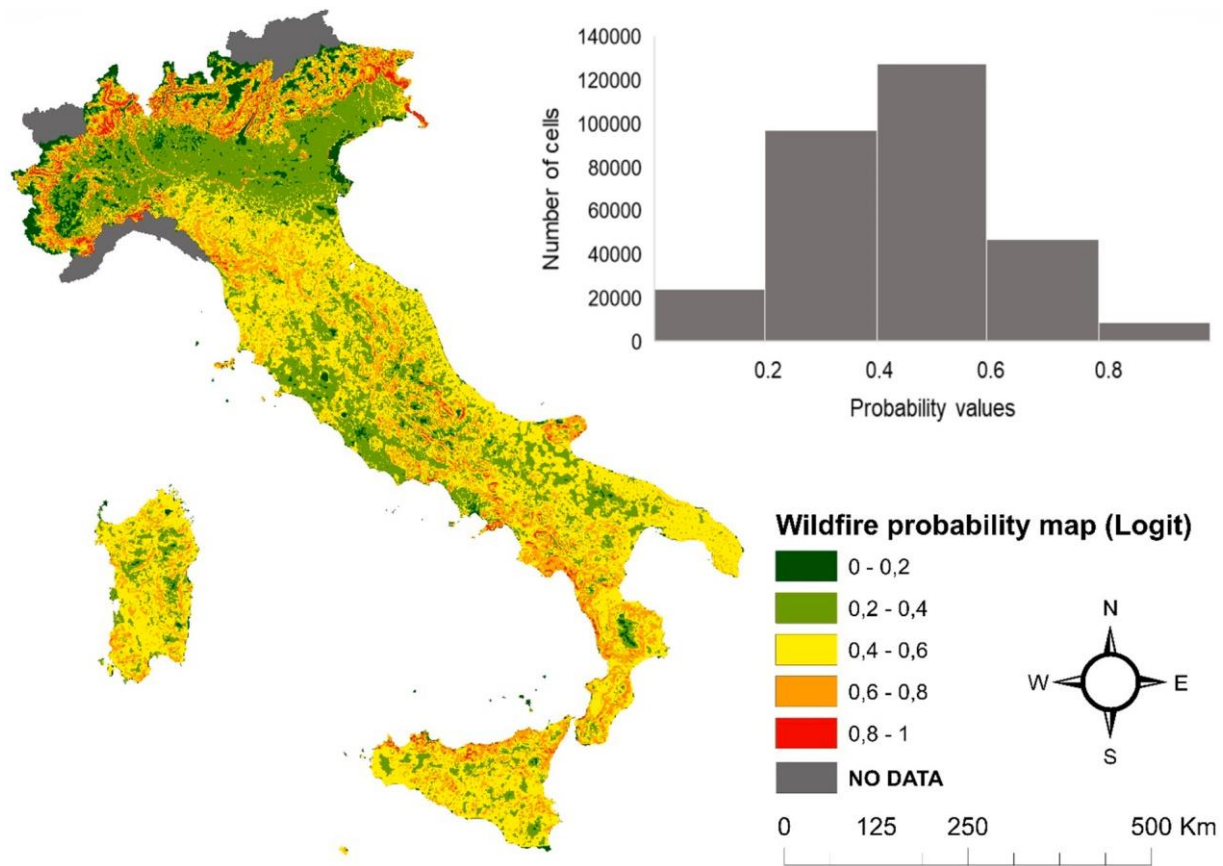 140000
120000
100000
80000
60000
40000
20000
0
Number of cells
0.2 0.4 0.6 0.8
Probability values
Wildfire probability map (Logit)
0 - 0,2
0,2 - 0,4
0,4 - 0,6
0,6 - 0,8
0,8 - 1
NO DATA
N
W E
S
0 125 250 500 Km